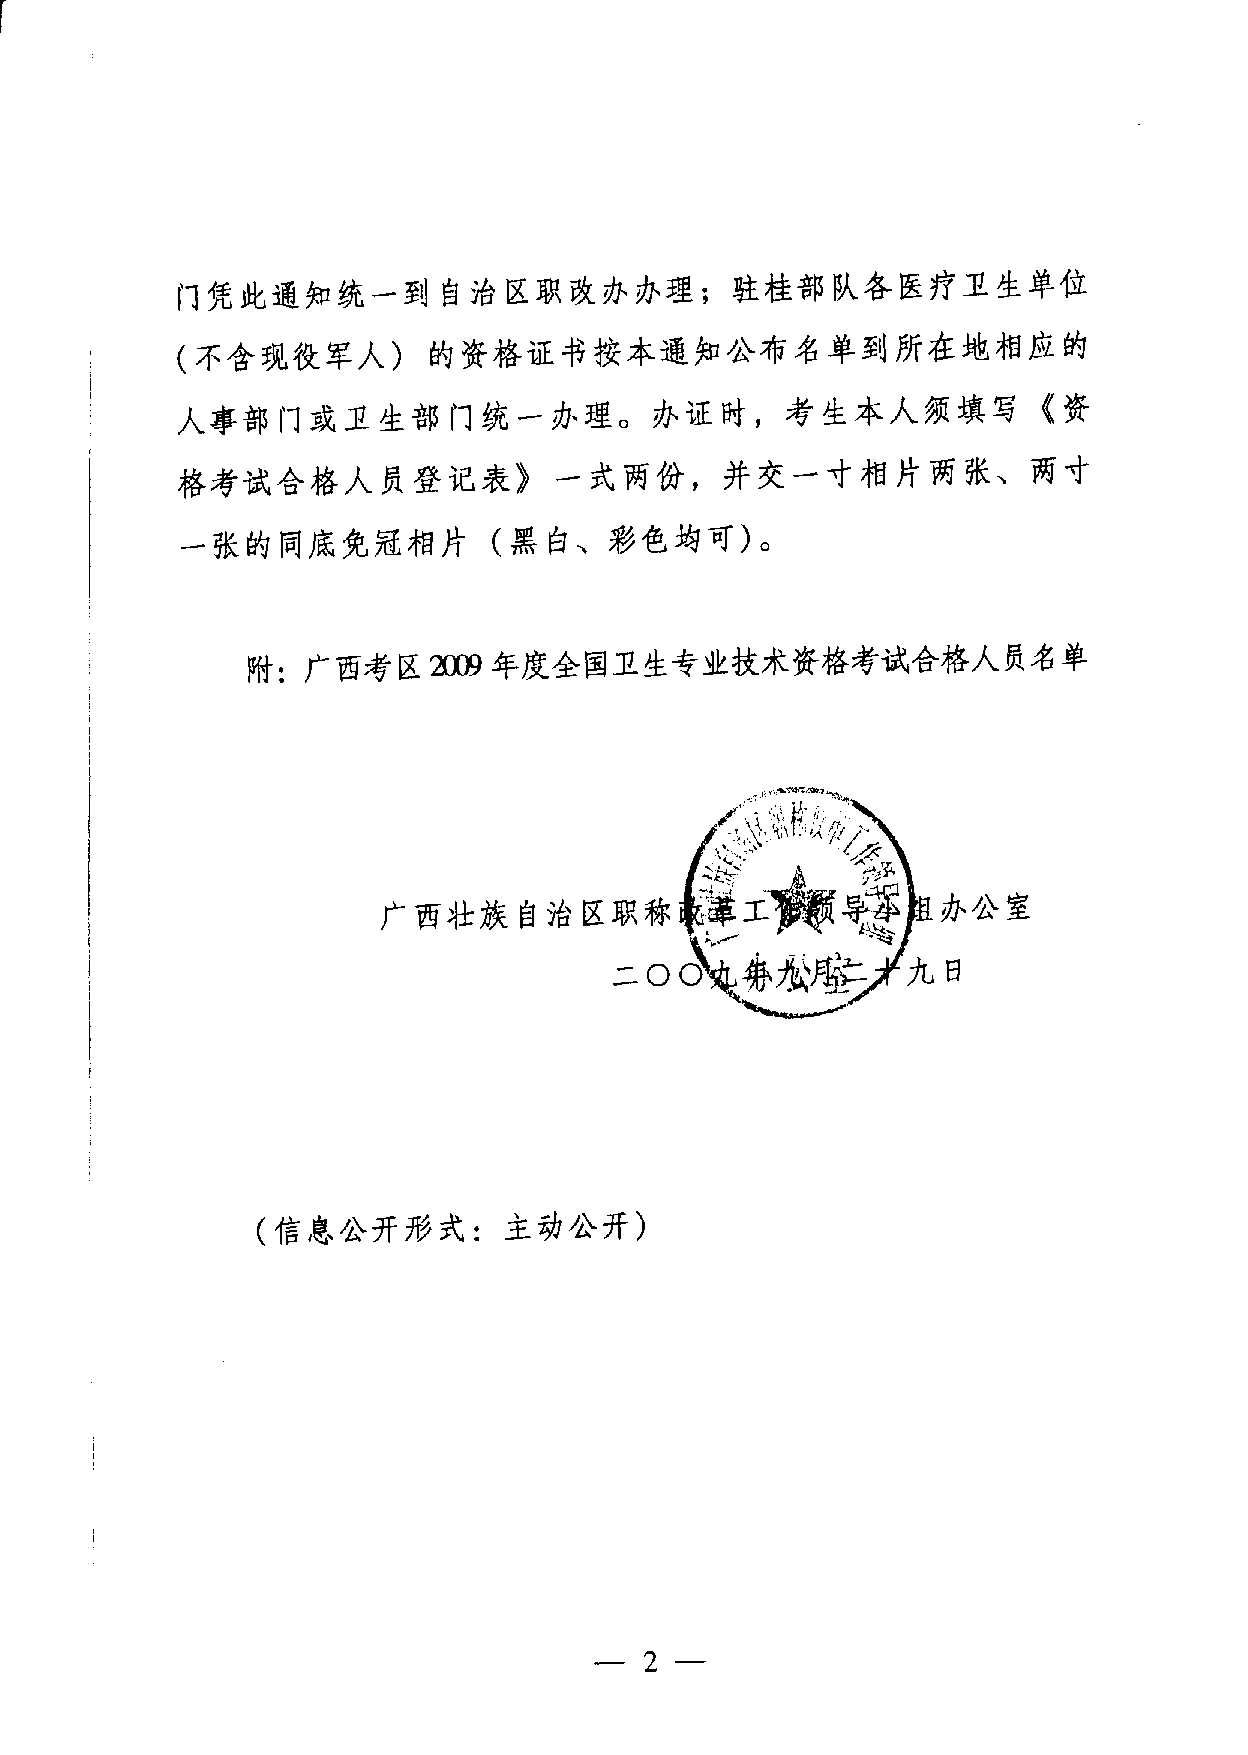 门凭此通知统一到自治区职改办办理；驻桂部队各医疗卫生单位
（不含现役军人）的资格证书按本通知公布名单到所在地相应的
人事部门或卫生部门统一办理。办证时，考生本人须填写《资
格考试合格人员登记表》一式两份，并交一寸相片两张、两寸
一张的同底免冠相片（黑白、彩色均可）。
附：广西考区2009年度全国卫生专业技术资格考试合格人员名单
广西壮族自治区职称改革工作领导小组办公室
二〇〇九年九月二十九日
（信息公开形式：主动公开）
— 2 —